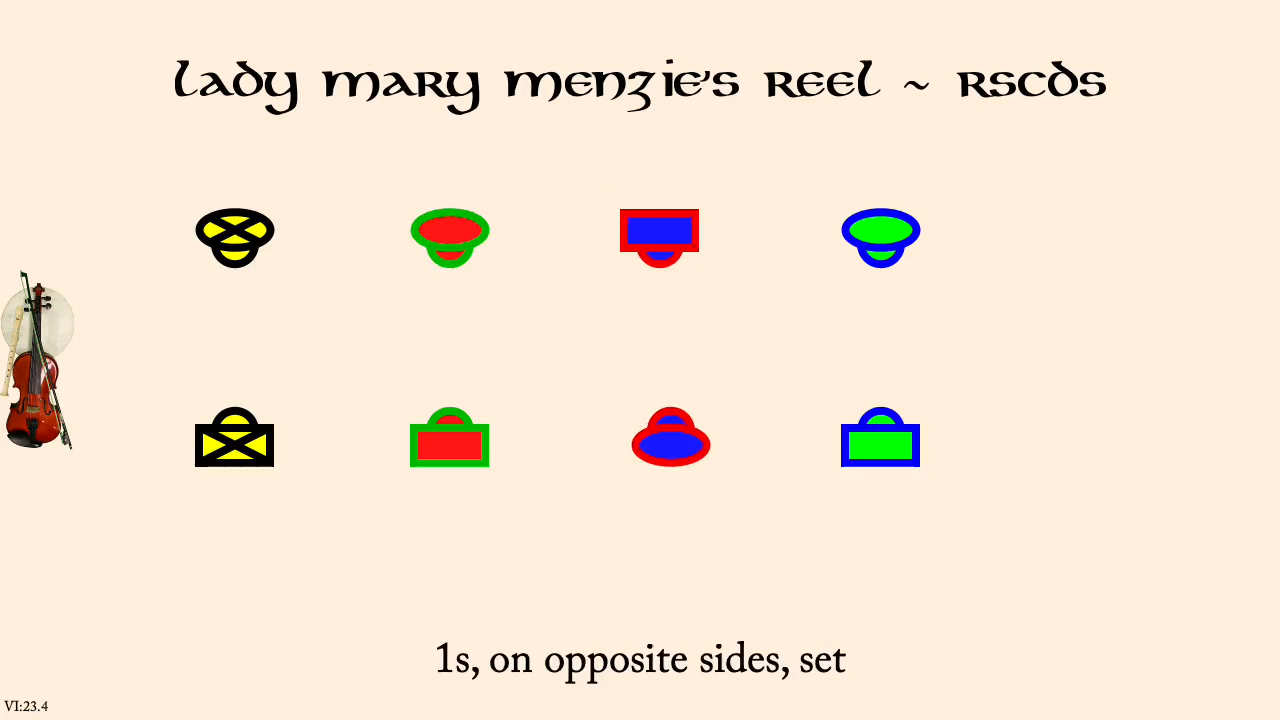 Lady Mary Menzie's Reel ~ RSCDS
1s, on opposite sides, set
VI:23.4